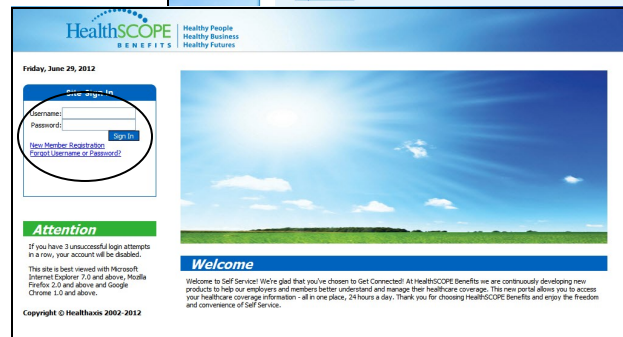 HealthSCOPE
BENEFITS
Healthy People
Healthy Business
Healthy Futures
Friday, June 29, 2012
Site Sign In
Username:
Password:
Sign In
New Member Registration
Forgot Username or Password?
Attention
If you have 3 unsuccessful login attempts
in a row, your account will be disabled.
This site is best viewed with Microsoft
Internet Explorer 7.0 and above, Mozilla
Firefox 2.0 and above and Google
Chrome 1.0 and above.
Copyright © Healthaxis 2002-2012
Welcome
Welcome to Self Service! We're glad that you've chosen to Get Connected! At HealthSCOPE Benefits we are continuously developing new
products to help our employers and members better understand and manage their healthcare coverage. This new portal allows you to access
your healthcare coverage information - all in one place, 24 hours a day. Thank you for choosing HealthSCOPE Benefits and enjoy the freedom
and convenience of Self Service.